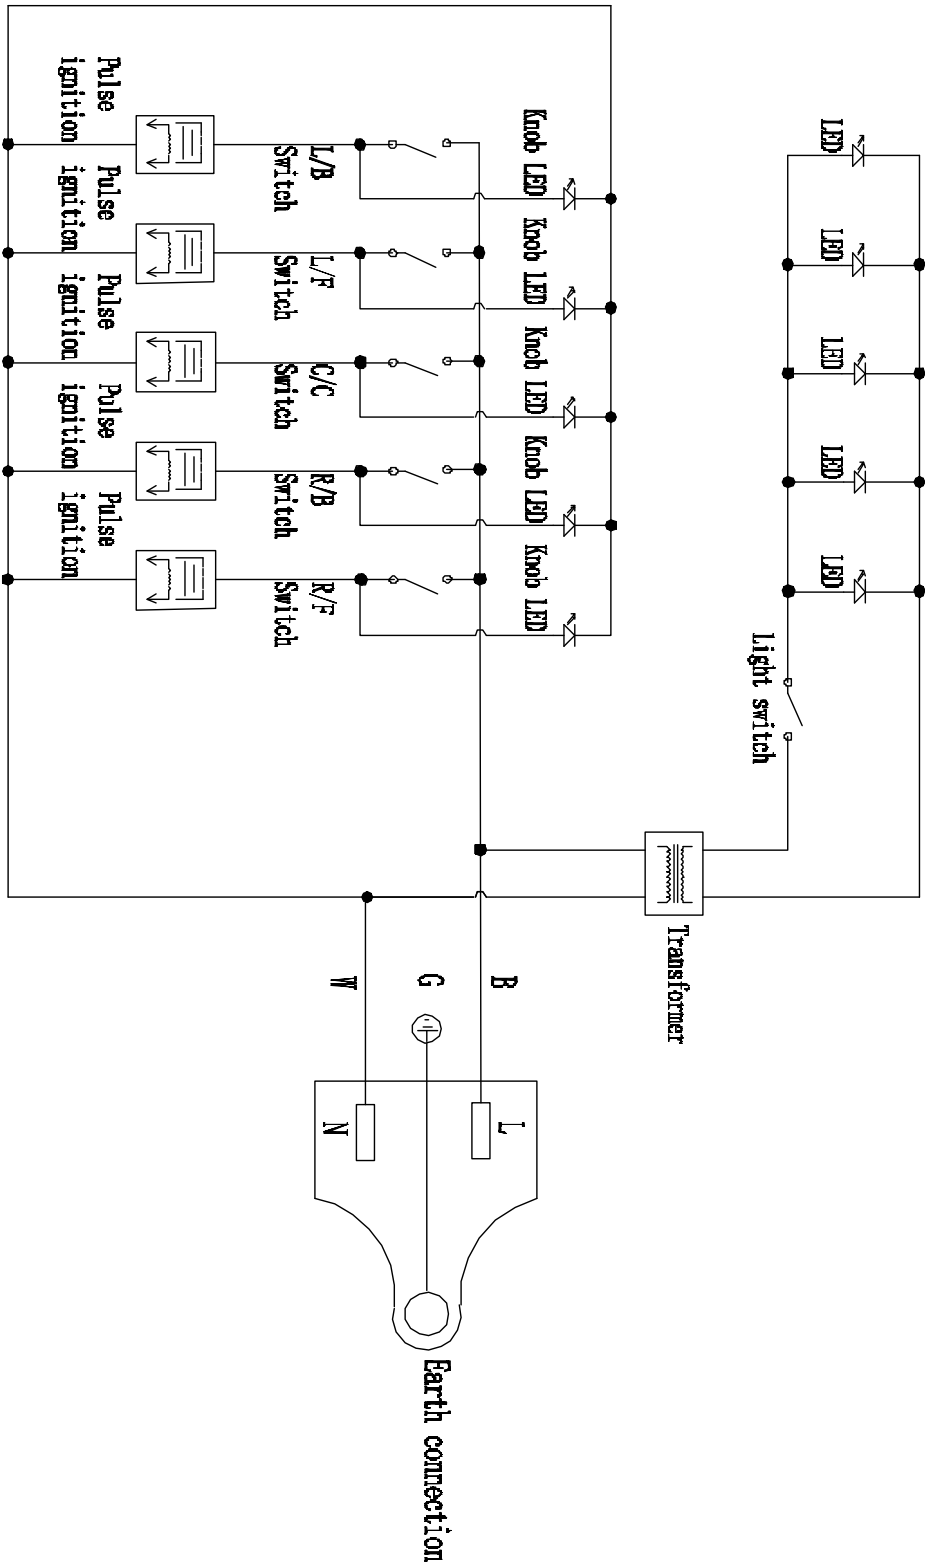 LED
LED
LED
LED
LED
Light switch
Transformer
Knob LED
Knob LED
Knob LED
Knob LED
Knob LED
B
L
G
Earth connection
W
N
L/B
Switch
L/F
Switch
C/C
Switch
R/B
Switch
R/F
Switch
Pulse
ignition
Pulse
ignition
Pulse
ignition
Pulse
ignition
Pulse
ignition